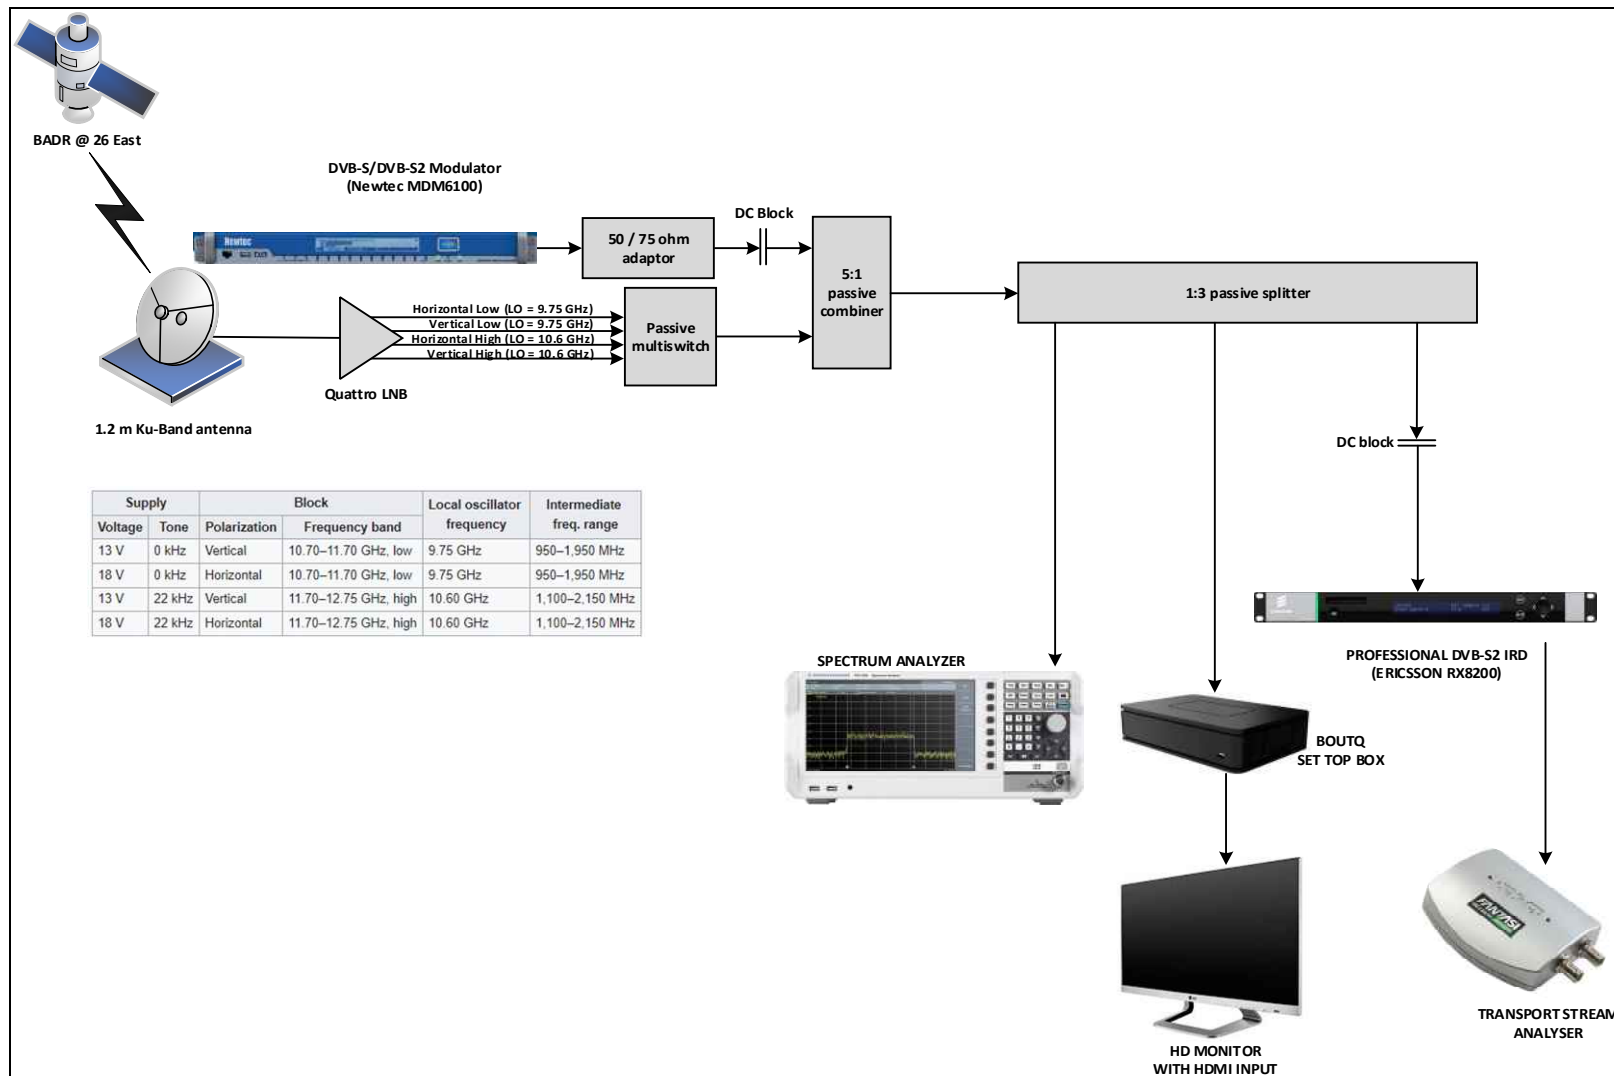 BADR @ 26 East
DVB-S/DVB-S2 Modulator
(Newtec MDM6100)
Newtec
50 / 75 ohm
adaptor
DC Block
5:1
passive
combiner
1:3 passive splitter
Horizontal Low (LO = 9.75 GHz)
Vertical Low (LO = 9.75 GHz)
Horizontal High (LO = 10.6 GHz)
Vertical High (LO = 10.6 GHz)
Passive
multiswitch
Quattro LNB
1.2 m Ku-Band antenna
DC block
Supply Block Local oscillator frequency Intermediate freq. range
Voltage Tone Polarization Frequency band
13 V 0 kHz Vertical 10.70–11.70 GHz, low 9.75 GHz 950–1,950 MHz
18 V 0 kHz Horizontal 10.70–11.70 GHz, low 9.75 GHz 950–1,950 MHz
13 V 22 kHz Vertical 11.70–12.75 GHz, high 10.60 GHz 1,100–2,150 MHz
18 V 22 kHz Horizontal 11.70–12.75 GHz, high 10.60 GHz 1,100–2,150 MHz
SPECTRUM ANALYZER
PROFESSIONAL DVB-S2 IRD
(ERICSSON RX8200)
BOUTQ
SET TOP BOX
FANTASI
TRANSPORT STREAM
ANALYSER
HD MONITOR
WITH HDMI INPUT